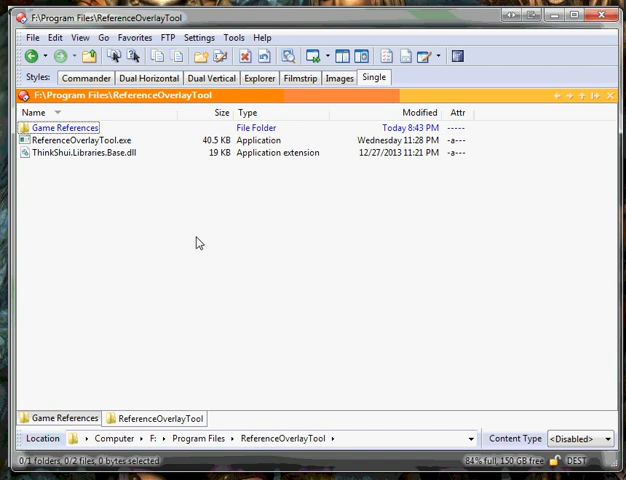 F:\Program Files\ReferenceOverlayTool
File Edit View Go Favorites FTP Settings Tools Help
Styles: Commander Dual Horizontal Dual Vertical Explorer Filmstrip Images Single
F:\Program Files\ReferenceOverlayTool
Name Size Type Modified Attr
Game References File Folder Today 8:43 PM -----
ReferenceOverlayTool.exe 40.5 KB Application Wednesday 11:28 PM -a---
ThinkShui.Libraries.Base.dll 19 KB Application extension 12/27/2013 11:21 PM -a---
Game References ReferenceOverlayTool
Location Computer F: Program Files ReferenceOverlayTool Content Type <Disabled>
0/1 folders, 0/2 files, 0 bytes selected 84% full, 150 GB free DEST